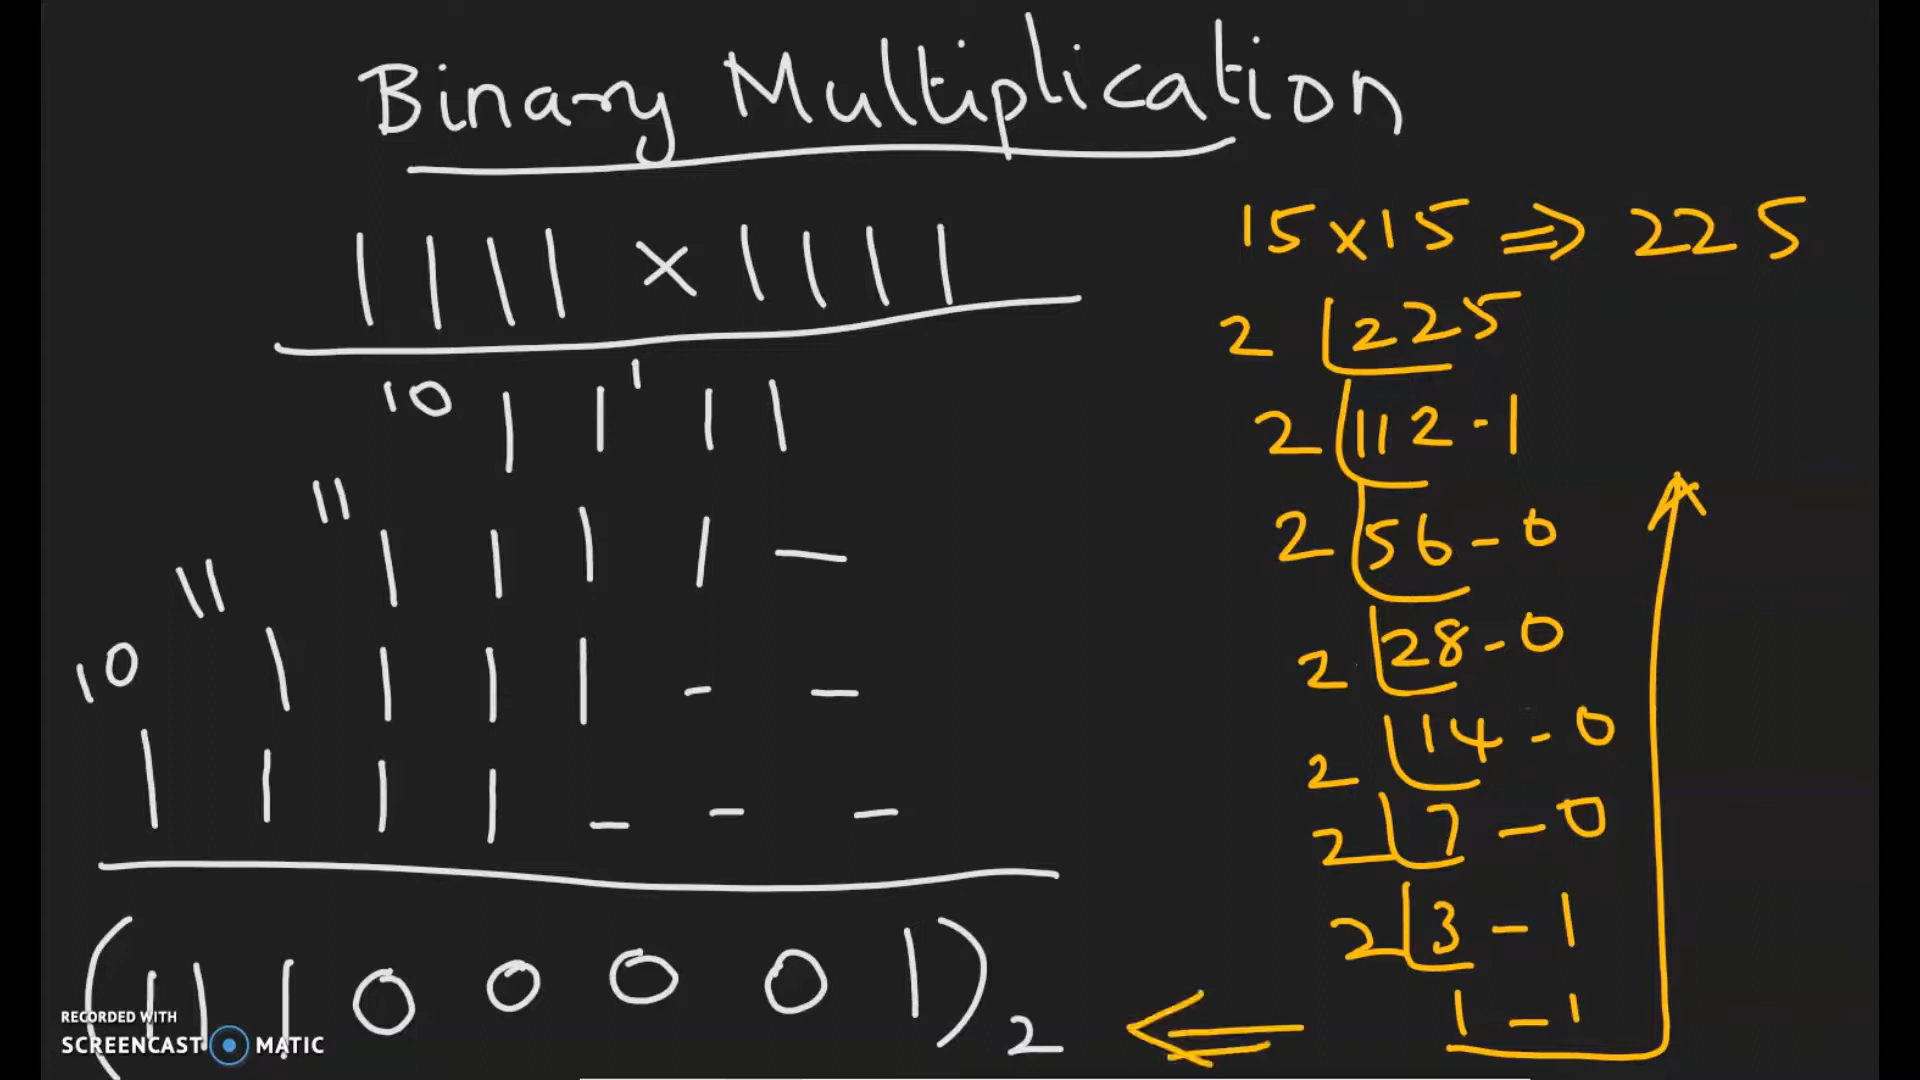 Binary Multiplication
1111 × 1111
10 1 1 1 1 1
11 1 1 1 1 —
11 1 1 1 1 - -
10 1 1 1 1 - - -
(11100001)2
15 × 15 ⇒ 225
2 225
2 112 - 1
2 56 - 0
2 28 - 0
2 14 - 0
2 7 - 0
2 3 - 1
1 - 1
⇐
RECORDED WITH
SCREENCAST MATIC